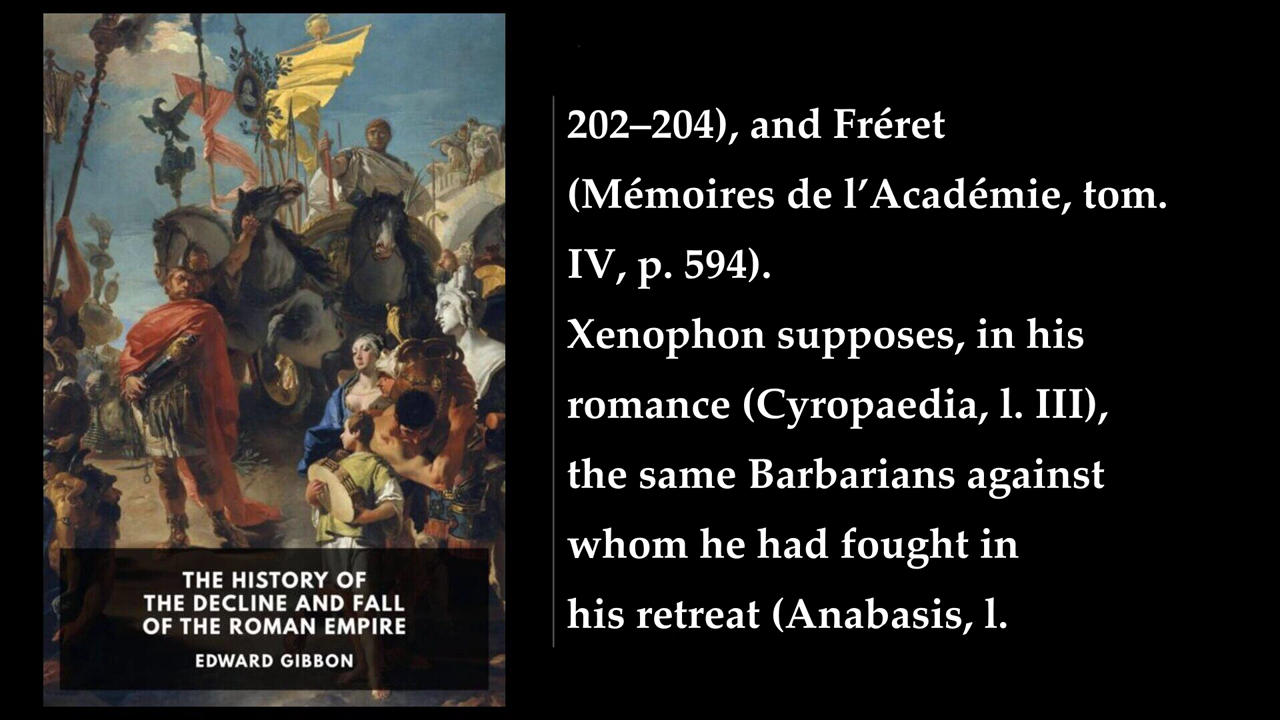 THE HISTORY OF
THE DECLINE AND FALL
OF THE ROMAN EMPIRE
EDWARD GIBBON
202–204), and Fréret
(Mémoires de l’Académie, tom.
IV, p. 594).
Xenophon supposes, in his
romance (Cyropaedia, l. III),
the same Barbarians against
whom he had fought in
his retreat (Anabasis, l.